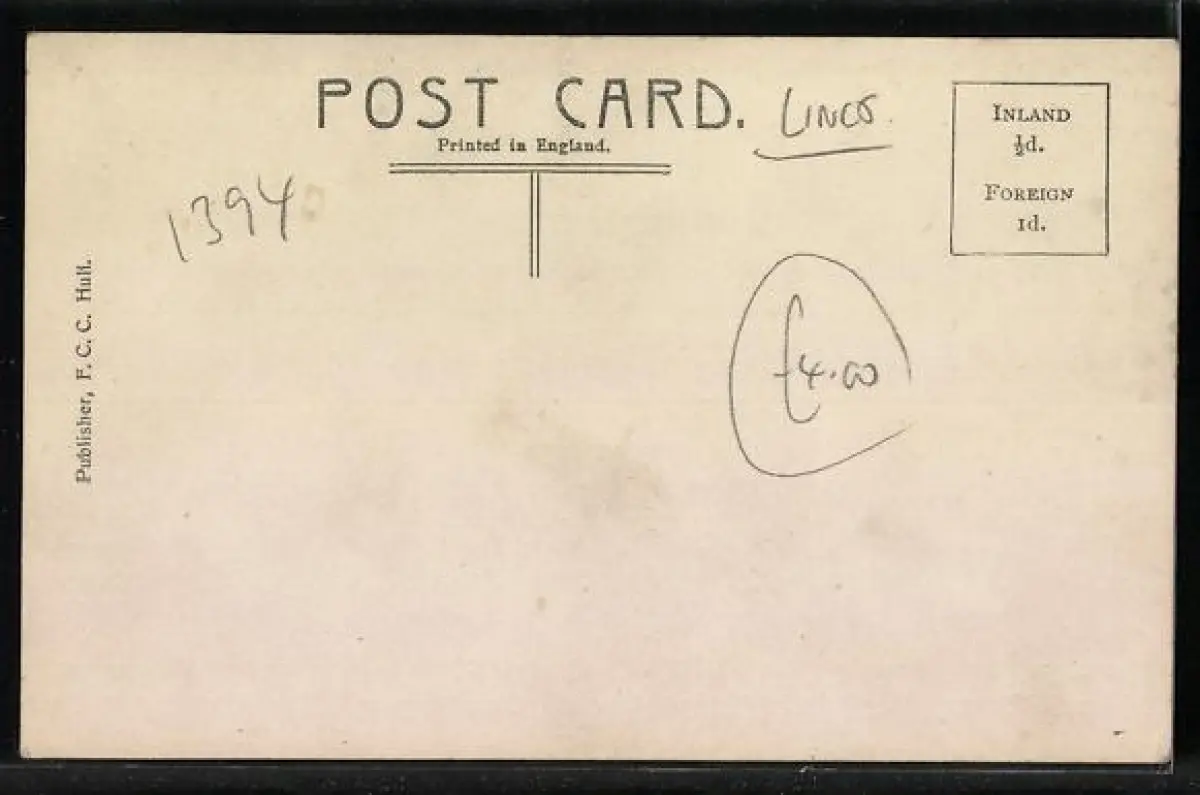 POST CARD.
Printed in England.
LINCS.
INLAND
½d.
FOREIGN
1d.
1394
Publisher, F. C. C. Hull.
£4.00